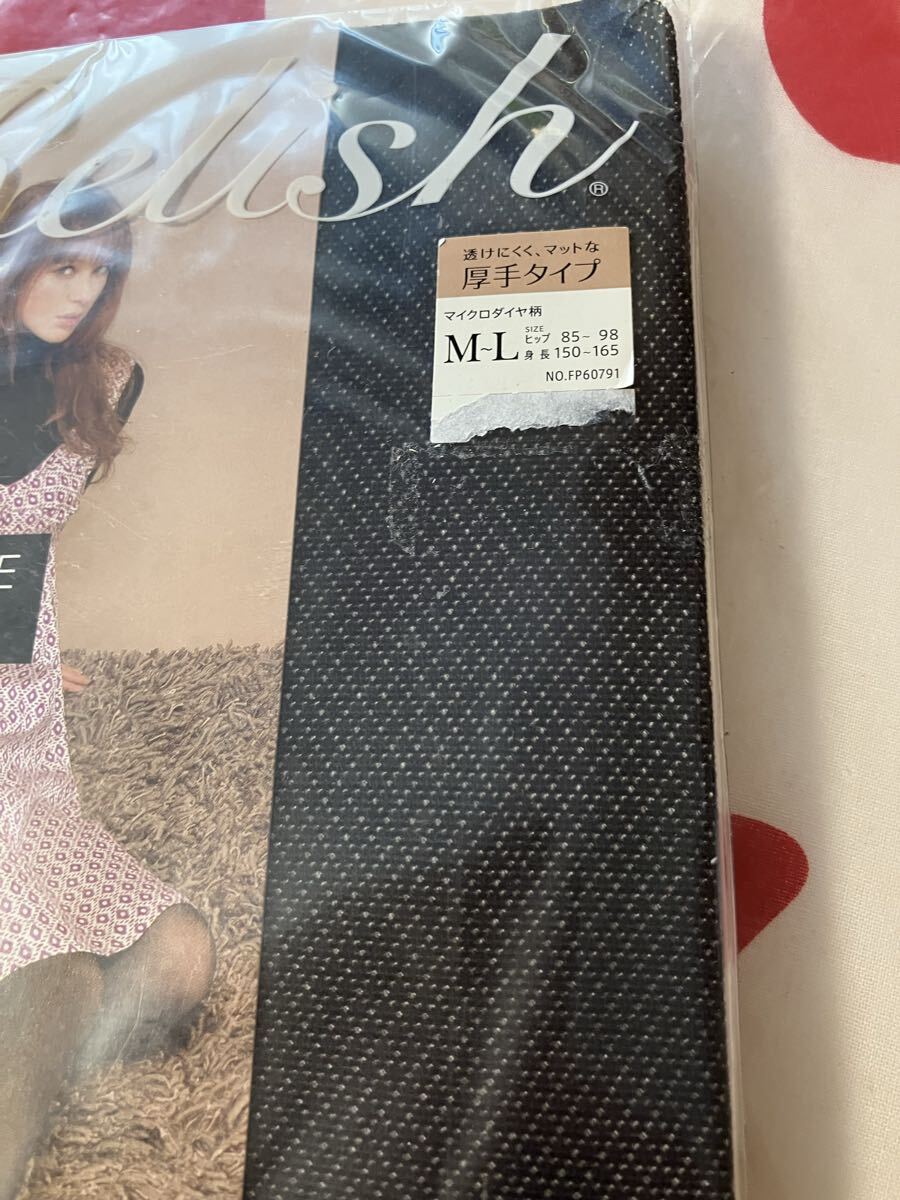 elish®
透けにくく、マットな
厚手タイプ
マイクロダイヤ柄
M~L SIZE ヒップ 85~ 98
身長 150~165
NO.FP60791
E